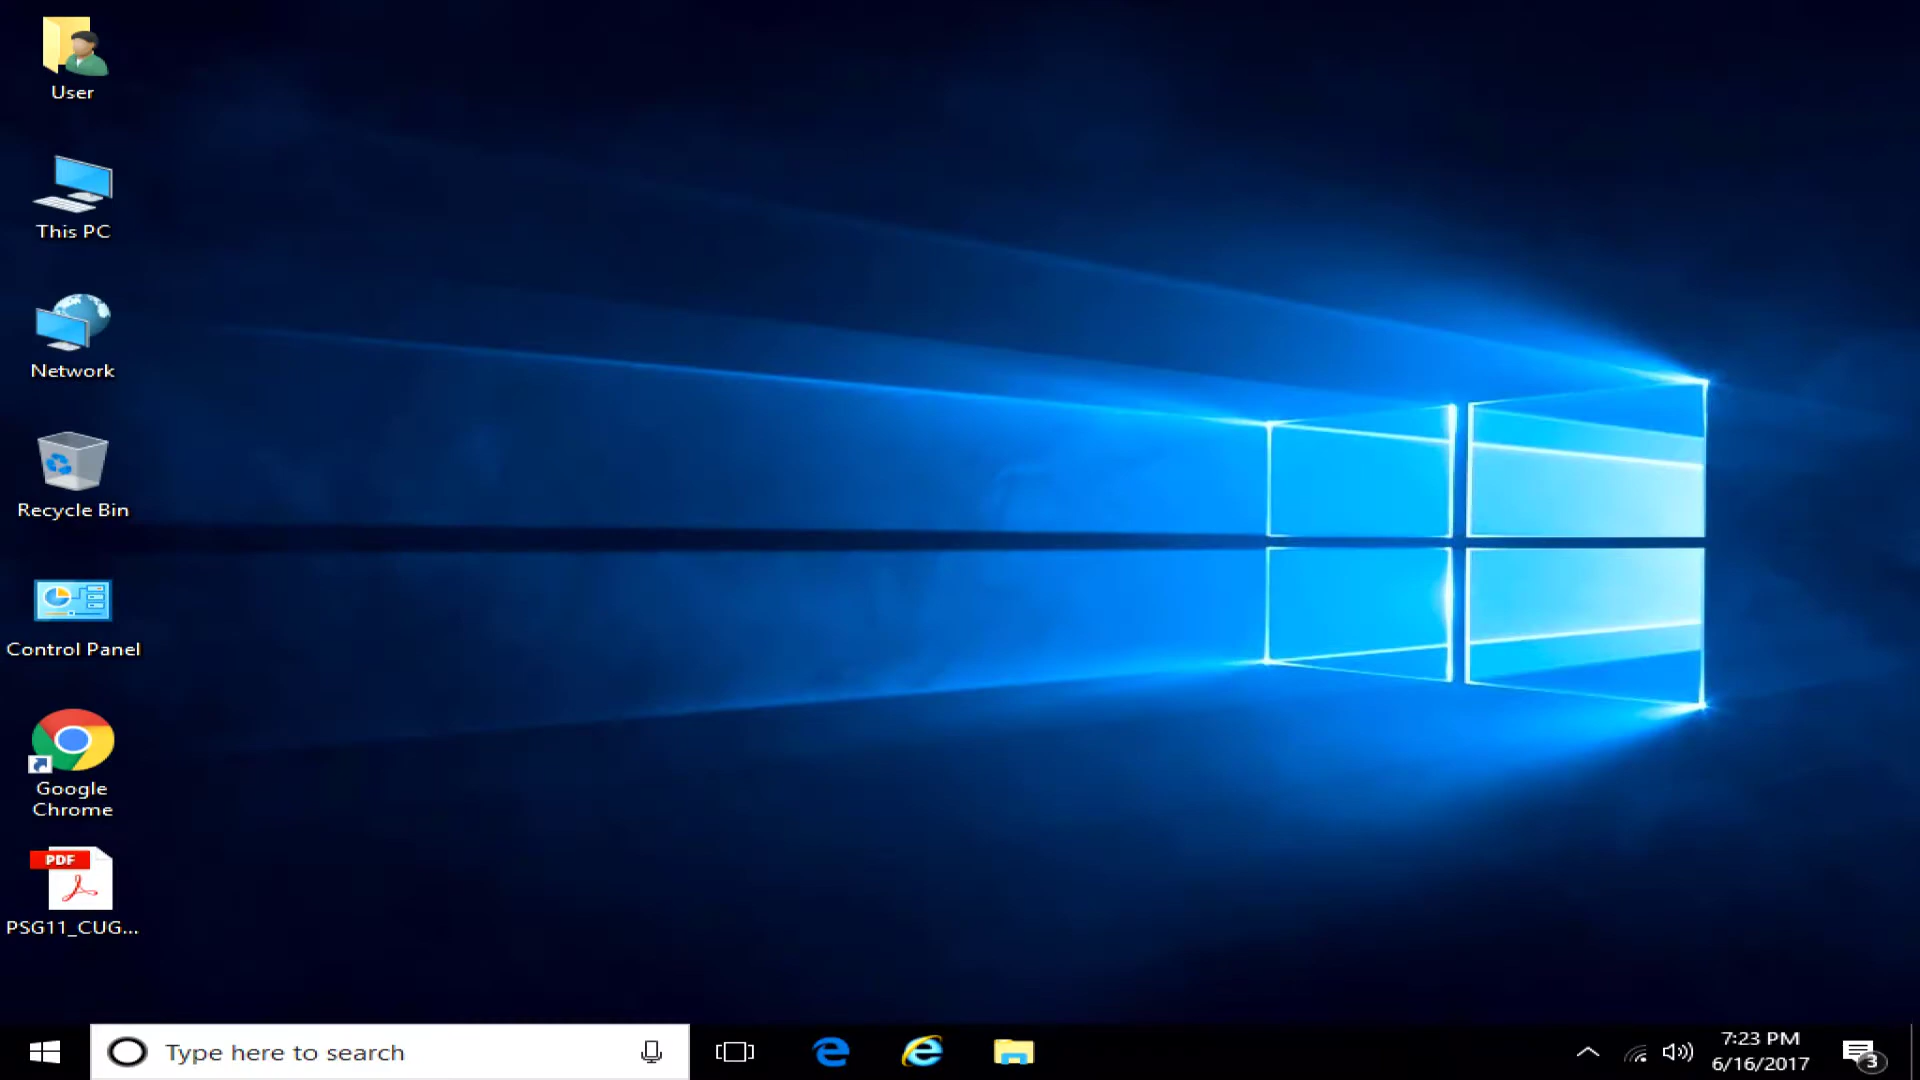 User
This PC
Network
Recycle Bin
Control Panel
Google
Chrome
PDF
PSG11_CUG...
Type here to search
7:23 PM
6/16/2017
3